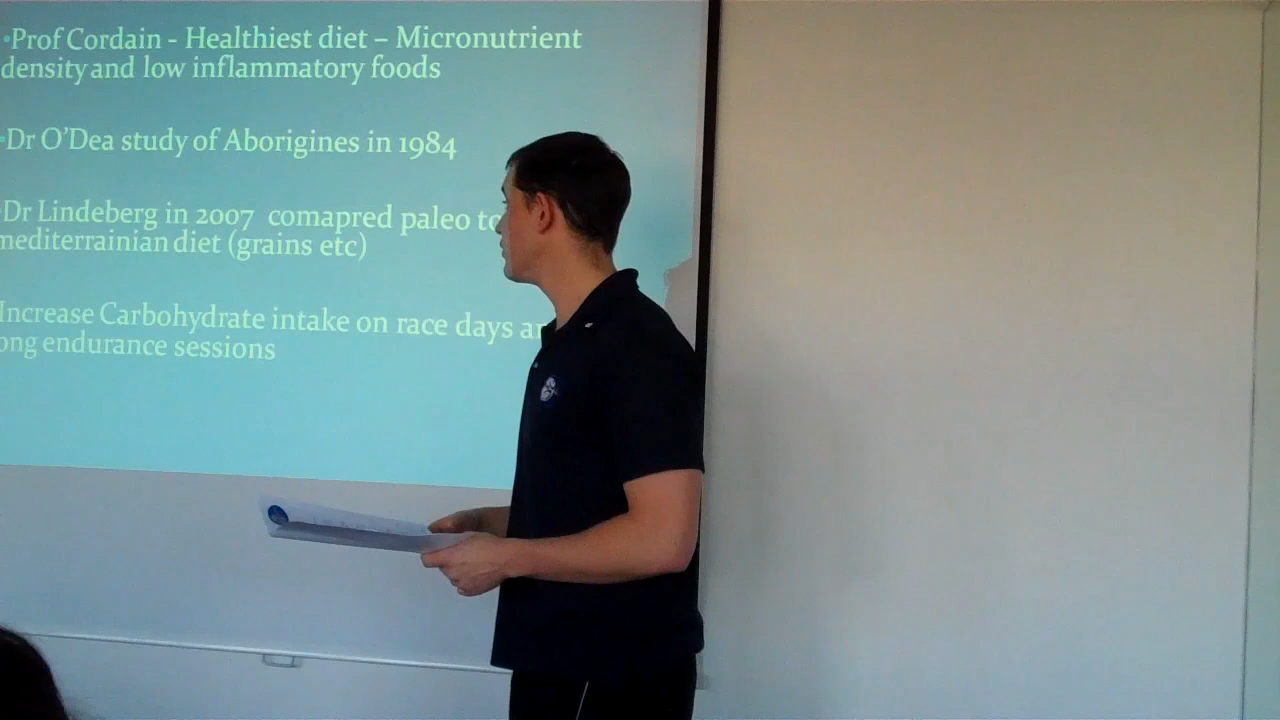 •Prof Cordain - Healthiest diet – Micronutrient
density and low inflammatory foods
•Dr O'Dea study of Aborigines in 1984
Dr Lindeberg in 2007 comapred paleo to
mediterrainian diet (grains etc)
Increase Carbohydrate intake on race days
ong endurance sessions